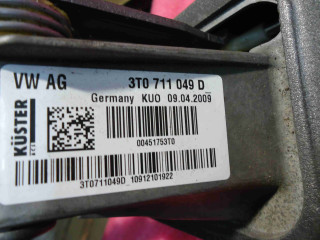 VW AG 3T0 711 049 D
Germany KUO 09.04.2009
KÜSTER
00451753T0
3T0711049D 10912101922